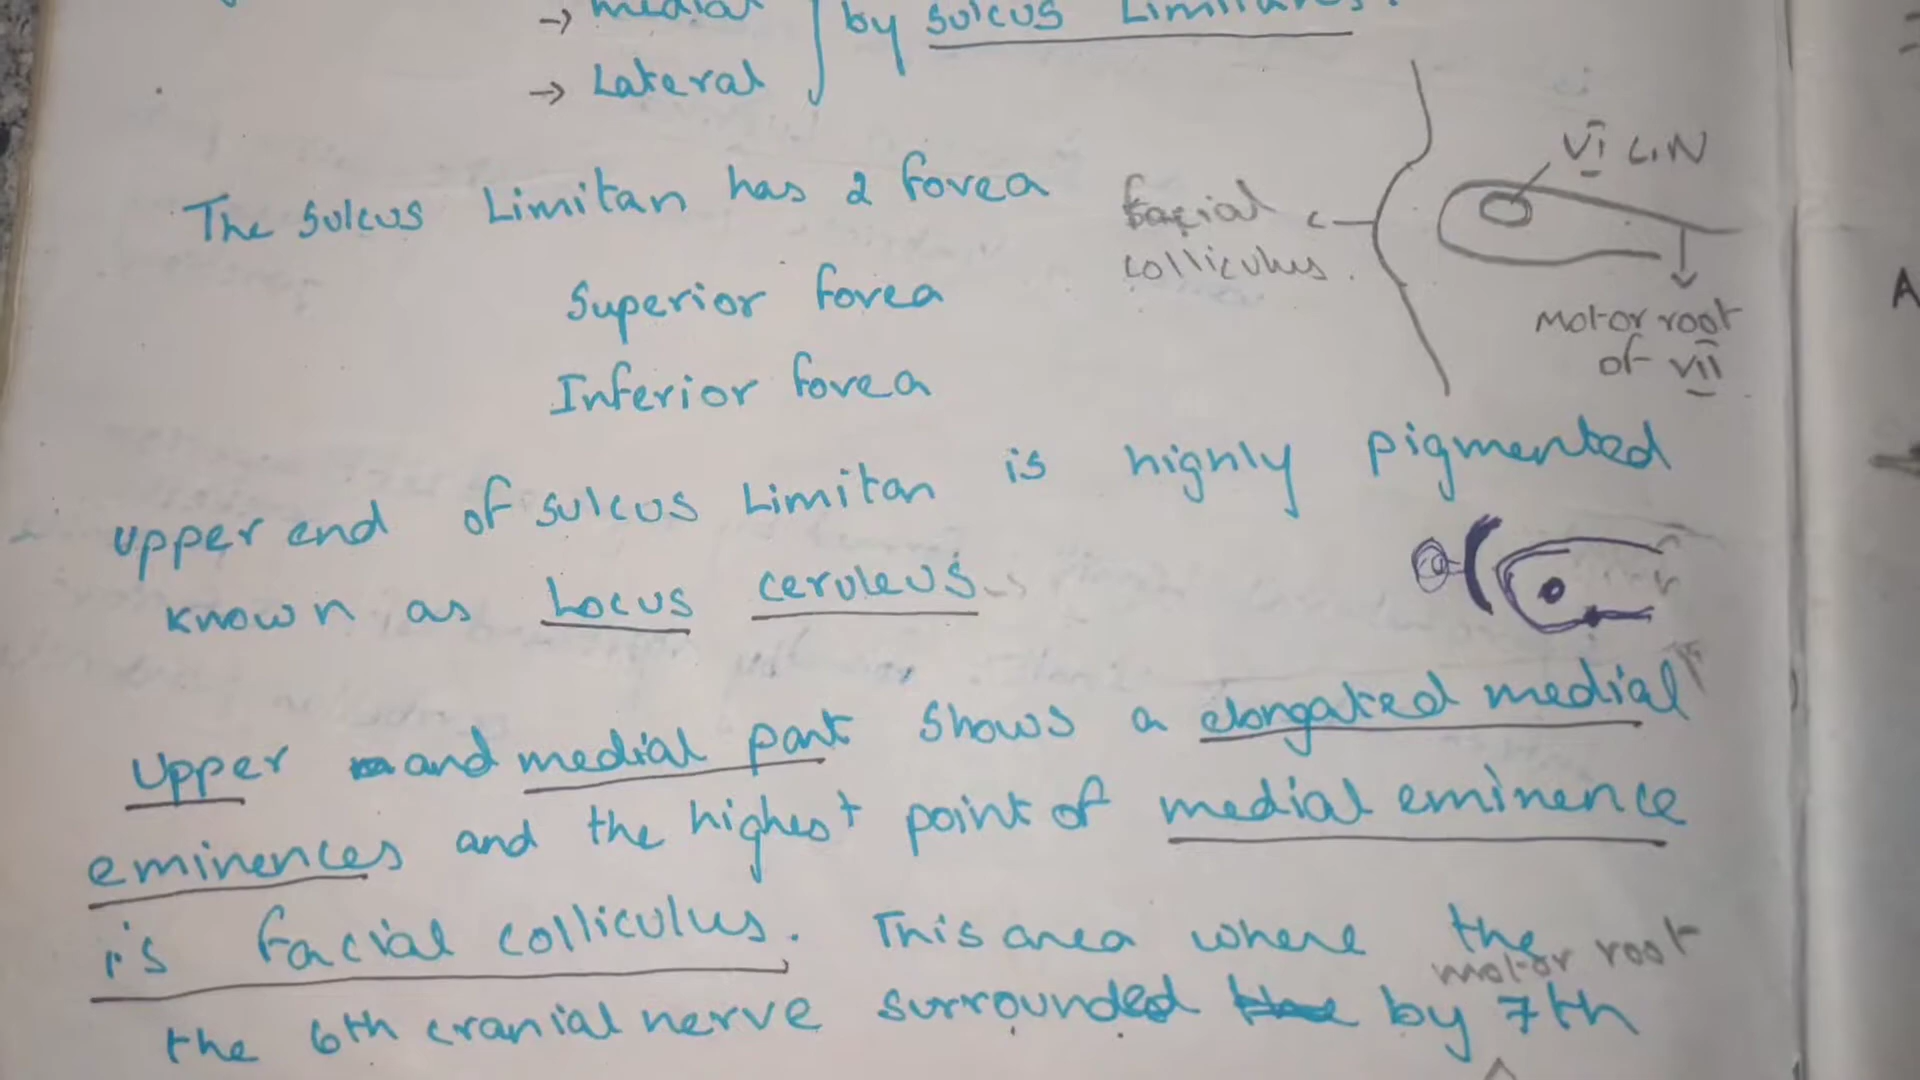 → medial
by sulcus Limitans.
→ Lateral
The sulcus Limitan has 2 fovea
Superior fovea
Inferior fovea
VI C.N
facial
colliculus.
motor root
of VII
upper end of sulcus Limitan is highly pigmented
known as Locus ceruleus
Upper and medial part shows a elongated medial
eminences and the highest point of medial eminence
is facial colliculus. This area where the
motor root
the 6th cranial nerve surrounded by 7th
A